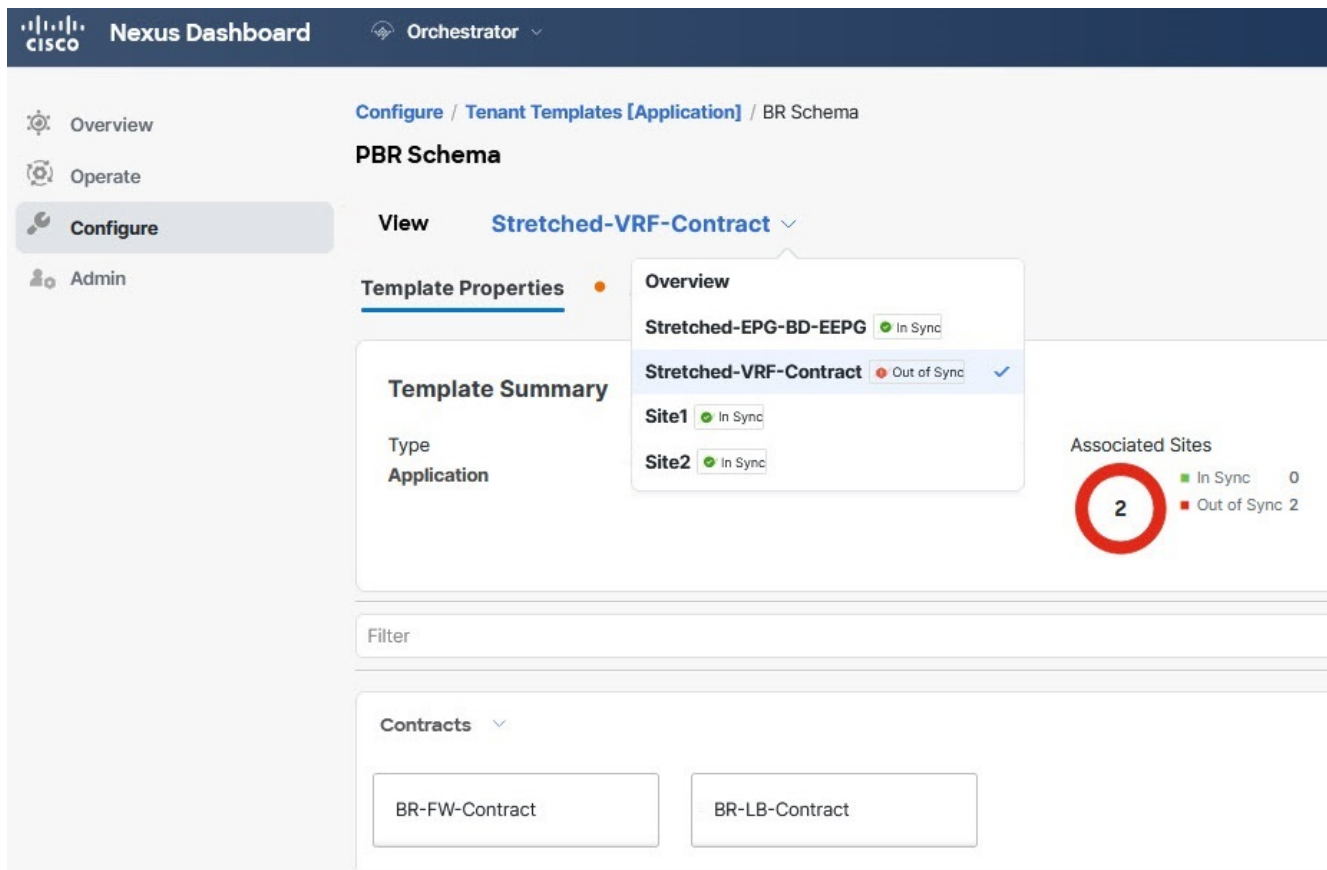 CISCO Nexus Dashboard Orchestrator
Overview
Operate
Configure
Admin
Configure / Tenant Templates [Application] / BR Schema
PBR Schema
View Stretched-VRF-Contract
Template Properties
Overview
Stretched-EPG-BD-EEPG In Sync
Stretched-VRF-Contract Out of Sync
Site1 In Sync
Site2 In Sync
Template Summary
Type
Application
Associated Sites
2
In Sync 0
Out of Sync 2
Filter
Contracts
BR-FW-Contract BR-LB-Contract